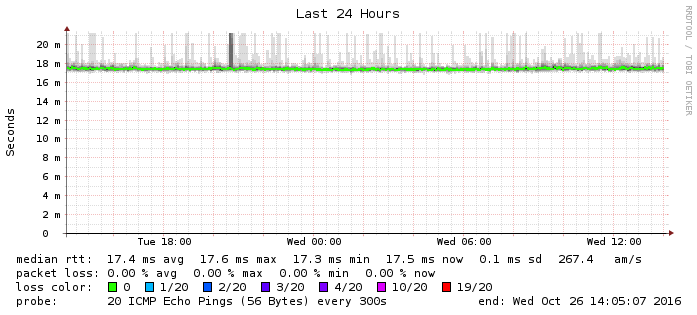 Last 24 Hours
RRDTOOL / TOBI OETIKER
Seconds
20 m
18 m
16 m
14 m
12 m
10 m
8 m
6 m
4 m
2 m
0
Tue 18:00 Wed 00:00 Wed 06:00 Wed 12:00
median rtt: 17.4 ms avg 17.6 ms max 17.3 ms min 17.5 ms now 0.1 ms sd 267.4 am/s
packet loss: 0.00 % avg 0.00 % max 0.00 % min 0.00 % now
loss color: 0 1/20 2/20 3/20 4/20 10/20 19/20
probe: 20 ICMP Echo Pings (56 Bytes) every 300s end: Wed Oct 26 14:05:07 2016